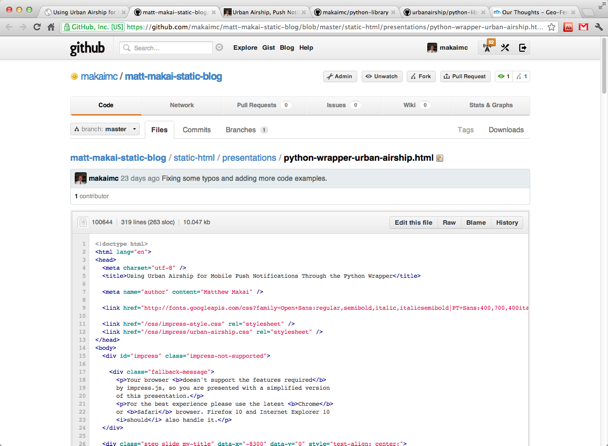 Using Urban Airship for
matt-makai-static-blog/sta
Urban Airship, Push Not
makaimc/python-library
urbanairship/python-li
Our Thoughts – Geo-Fen
GitHub, Inc. [US] https://github.com/makaimc/matt-makai-static-blog/blob/master/static-html/presentations/python-wrapper-urban-airship.ht...
github Search... Explore Gist Blog Help makaimc
makaimc / matt-makai-static-blog Admin Unwatch Fork Pull Request 1 1
Code Network Pull Requests 0 Issues 0 Wiki 0 Stats & Graphs
branch: master Files Commits Branches 1 Tags Downloads
matt-makai-static-blog / static-html / presentations / python-wrapper-urban-airship.html
makaimc 23 days ago Fixing some typos and adding more code examples.
1 contributor
100644 319 lines (263 sloc) 10.047 kb Edit this file Raw Blame History
1 <!doctype html>
2 <html lang="en">
3 <head>
4 <meta charset="utf-8" />
5 <title>Using Urban Airship for Mobile Push Notifications Through the Python Wrapper</title>
6
7 <meta name="author" content="Matthew Makai" />
8
9 <link href="http://fonts.googleapis.com/css?family=Open+Sans:regular,semibold,italic,italicsemibold|PT+Sans:400,700,400ita
10
11 <link href="/css/impress-style.css" rel="stylesheet" />
12 <link href="/css/impress/urban-airship.css" rel="stylesheet" />
13 </head>
14 <body>
15 <div id="impress" class="impress-not-supported">
16
17 <div class="fallback-message">
18 <p>Your browser <b>doesn't support the features required</b>
19 by impress.js, so you are presented with a simplified version
20 of this presentation.</p>
21 <p>For the best experience please use the latest <b>Chrome</b>
22 or <b>Safari</b> browser. Firefox 10 and Internet Explorer 10
23 <i>should</i> also handle it.</p>
24 </div>
25
26 <div class="step slide my-title" data-x="-8300" data-y="0" style="text-align: center;">